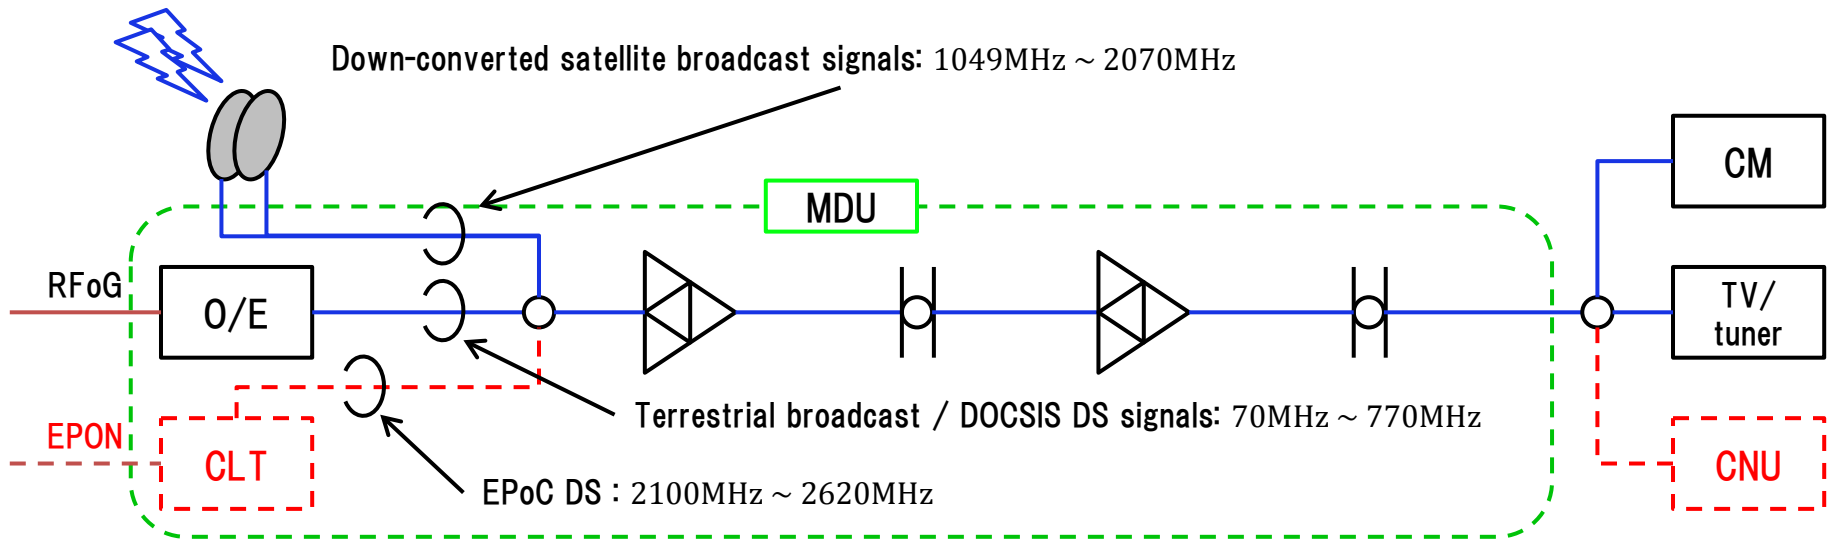 Down-converted satellite broadcast signals: 1049MHz ~ 2070MHz
CM
MDU
RFoG
O/E
TV/
tuner
Terrestrial broadcast / DOCSIS DS signals: 70MHz ~ 770MHz
EPON
CLT
CNU
EPoC DS : 2100MHz ~ 2620MHz